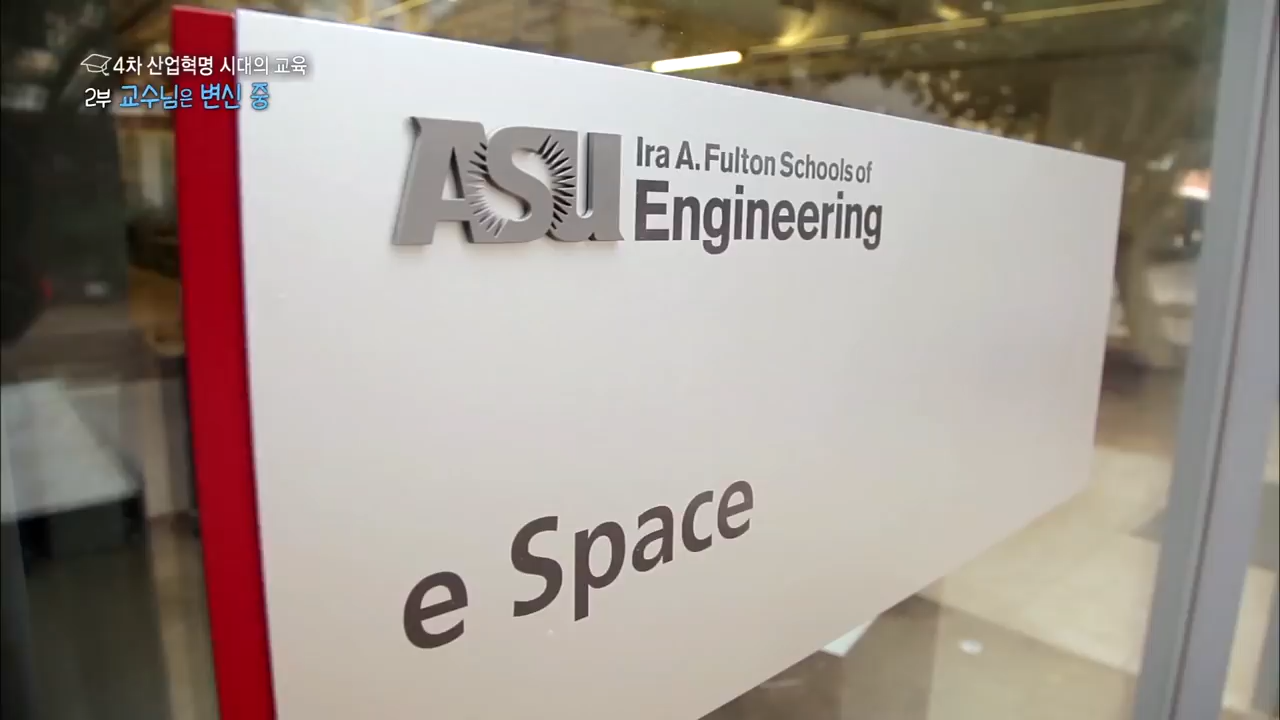 4차 산업혁명 시대의 교육
2부 교수님은 변신 중
ASU
Ira A. Fulton Schools of
Engineering
e Space